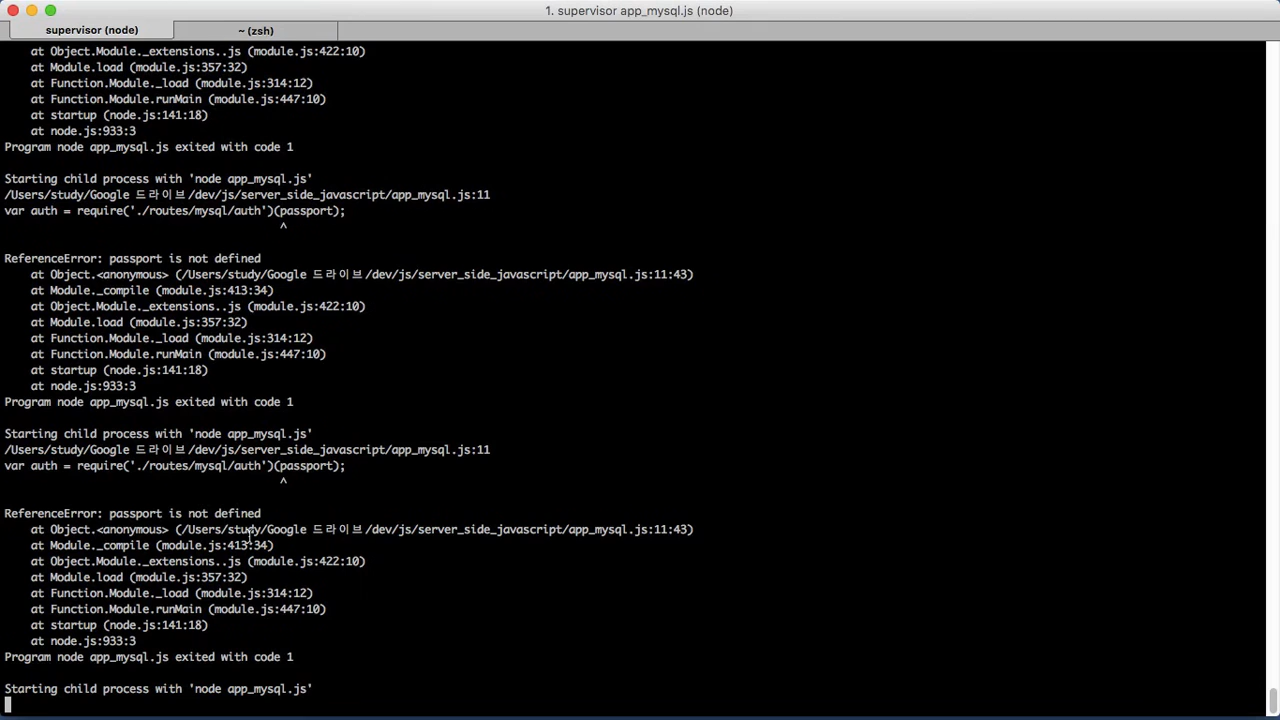 1. supervisor app_mysql.js (node)
supervisor (node)
~ (zsh)
at Object.Module._extensions..js (module.js:422:10)
at Module.load (module.js:357:32)
at Function.Module._load (module.js:314:12)
at Function.Module.runMain (module.js:447:10)
at startup (node.js:141:18)
at node.js:933:3
Program node app_mysql.js exited with code 1
Starting child process with 'node app_mysql.js'
/Users/study/Google 드라이브/dev/js/server_side_javascript/app_mysql.js:11
var auth = require('./routes/mysql/auth')(passport);
^
ReferenceError: passport is not defined
at Object.<anonymous> (/Users/study/Google 드라이브/dev/js/server_side_javascript/app_mysql.js:11:43)
at Module._compile (module.js:413:34)
at Object.Module._extensions..js (module.js:422:10)
at Module.load (module.js:357:32)
at Function.Module._load (module.js:314:12)
at Function.Module.runMain (module.js:447:10)
at startup (node.js:141:18)
at node.js:933:3
Program node app_mysql.js exited with code 1
Starting child process with 'node app_mysql.js'
/Users/study/Google 드라이브/dev/js/server_side_javascript/app_mysql.js:11
var auth = require('./routes/mysql/auth')(passport);
^
ReferenceError: passport is not defined
at Object.<anonymous> (/Users/study/Google 드라이브/dev/js/server_side_javascript/app_mysql.js:11:43)
at Module._compile (module.js:413:34)
at Object.Module._extensions..js (module.js:422:10)
at Module.load (module.js:357:32)
at Function.Module._load (module.js:314:12)
at Function.Module.runMain (module.js:447:10)
at startup (node.js:141:18)
at node.js:933:3
Program node app_mysql.js exited with code 1
Starting child process with 'node app_mysql.js'